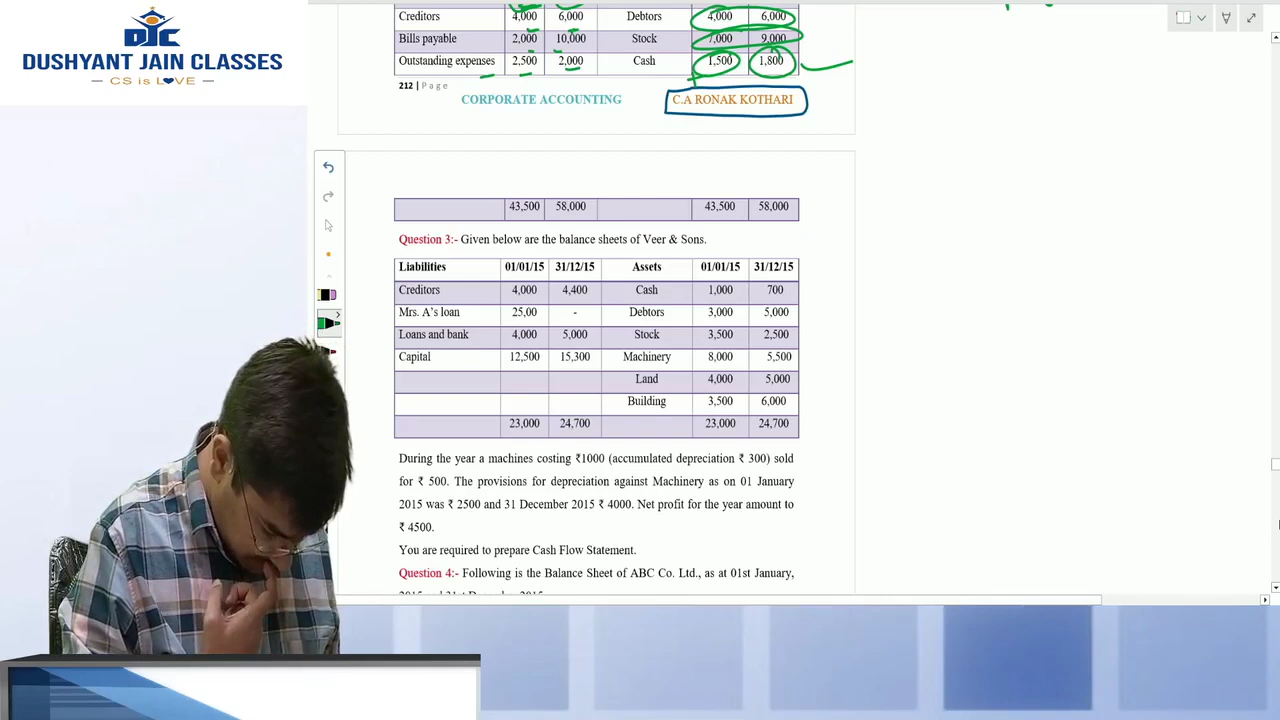 DJC
DUSHYANT JAIN CLASSES
CS is LOVE
Creditors 4,000 6,000 Debtors 4,000 6,000
Bills payable 2,000 10,000 Stock 7,000 9,000
Outstanding expenses 2,500 2,000 Cash 1,500 1,800
212 | Page
CORPORATE ACCOUNTING C.A RONAK KOTHARI
43,500 58,000 43,500 58,000
Question 3:- Given below are the balance sheets of Veer & Sons.
Liabilities 01/01/15 31/12/15 Assets 01/01/15 31/12/15
Creditors 4,000 4,400 Cash 1,000 700
Mrs. A's loan 25,00 - Debtors 3,000 5,000
Loans and bank 4,000 5,000 Stock 3,500 2,500
Capital 12,500 15,300 Machinery 8,000 5,500
Land 4,000 5,000
Building 3,500 6,000
23,000 24,700 23,000 24,700
During the year a machines costing ₹1000 (accumulated depreciation ₹ 300) sold
for ₹ 500. The provisions for depreciation against Machinery as on 01 January
2015 was ₹ 2500 and 31 December 2015 ₹ 4000. Net profit for the year amount to
₹ 4500.
You are required to prepare Cash Flow Statement.
Question 4:- Following is the Balance Sheet of ABC Co. Ltd., as at 01st January,